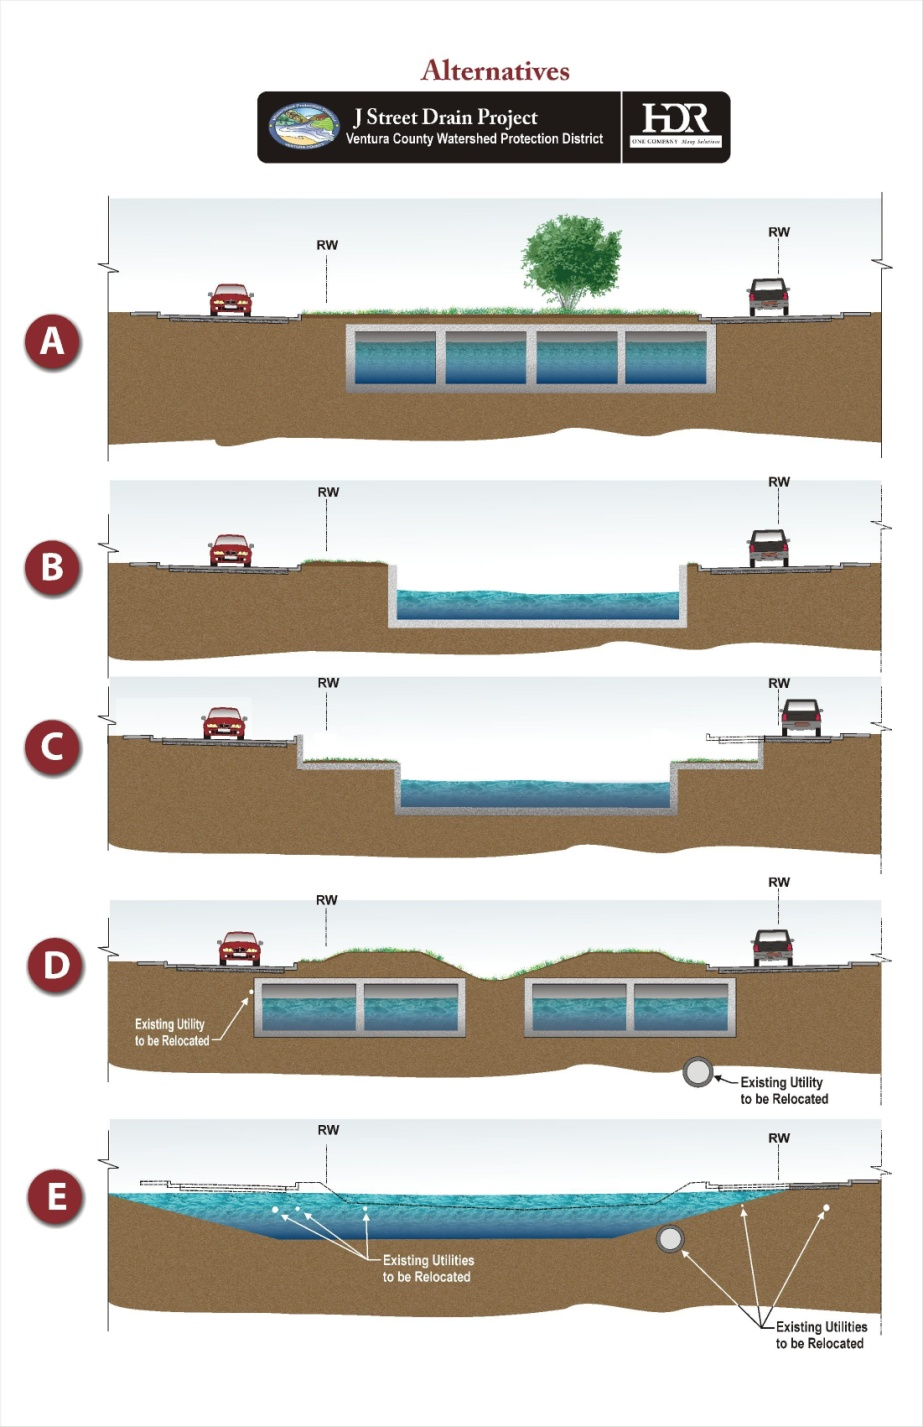 Alternatives
J Street Drain Project
Ventura County Watershed Protection District
HDR
ONE COMPANY Many Solutions
RW
RW
A
RW
RW
B
RW
RW
C
RW
RW
D
Existing Utility
to be Relocated
Existing Utility
to be Relocated
RW
RW
E
Existing Utilities
to be Relocated
Existing Utilities
to be Relocated